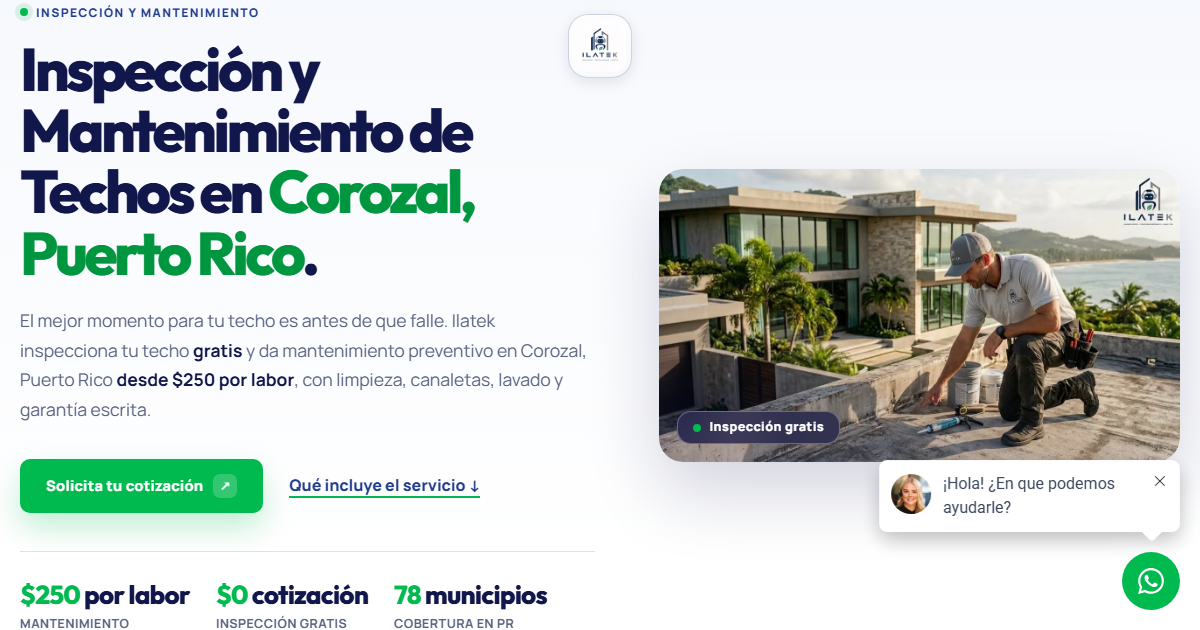 INSPECCIÓN Y MANTENIMIENTO
ILATEK
Inspección y
Mantenimiento de
Techos en Corozal,
Puerto Rico.
El mejor momento para tu techo es antes de que falle. Ilatek
inspecciona tu techo gratis y da mantenimiento preventivo en Corozal,
Puerto Rico desde $250 por labor, con limpieza, canaletas, lavado y
garantía escrita.
Solicita tu cotización ↗
Qué incluye el servicio ↓
ILATEK
Inspección gratis
¡Hola! ¿En que podemos
ayudarle?
$250 por labor
MANTENIMIENTO
$0 cotización
INSPECCIÓN GRATIS
78 municipios
COBERTURA EN PR